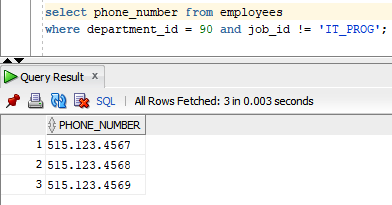 select phone_number from employees
where department_id = 90 and job_id != 'IT_PROG';
Query Result x
SQL | All Rows Fetched: 3 in 0.003 seconds
PHONE_NUMBER
1 515.123.4567
2 515.123.4568
3 515.123.4569